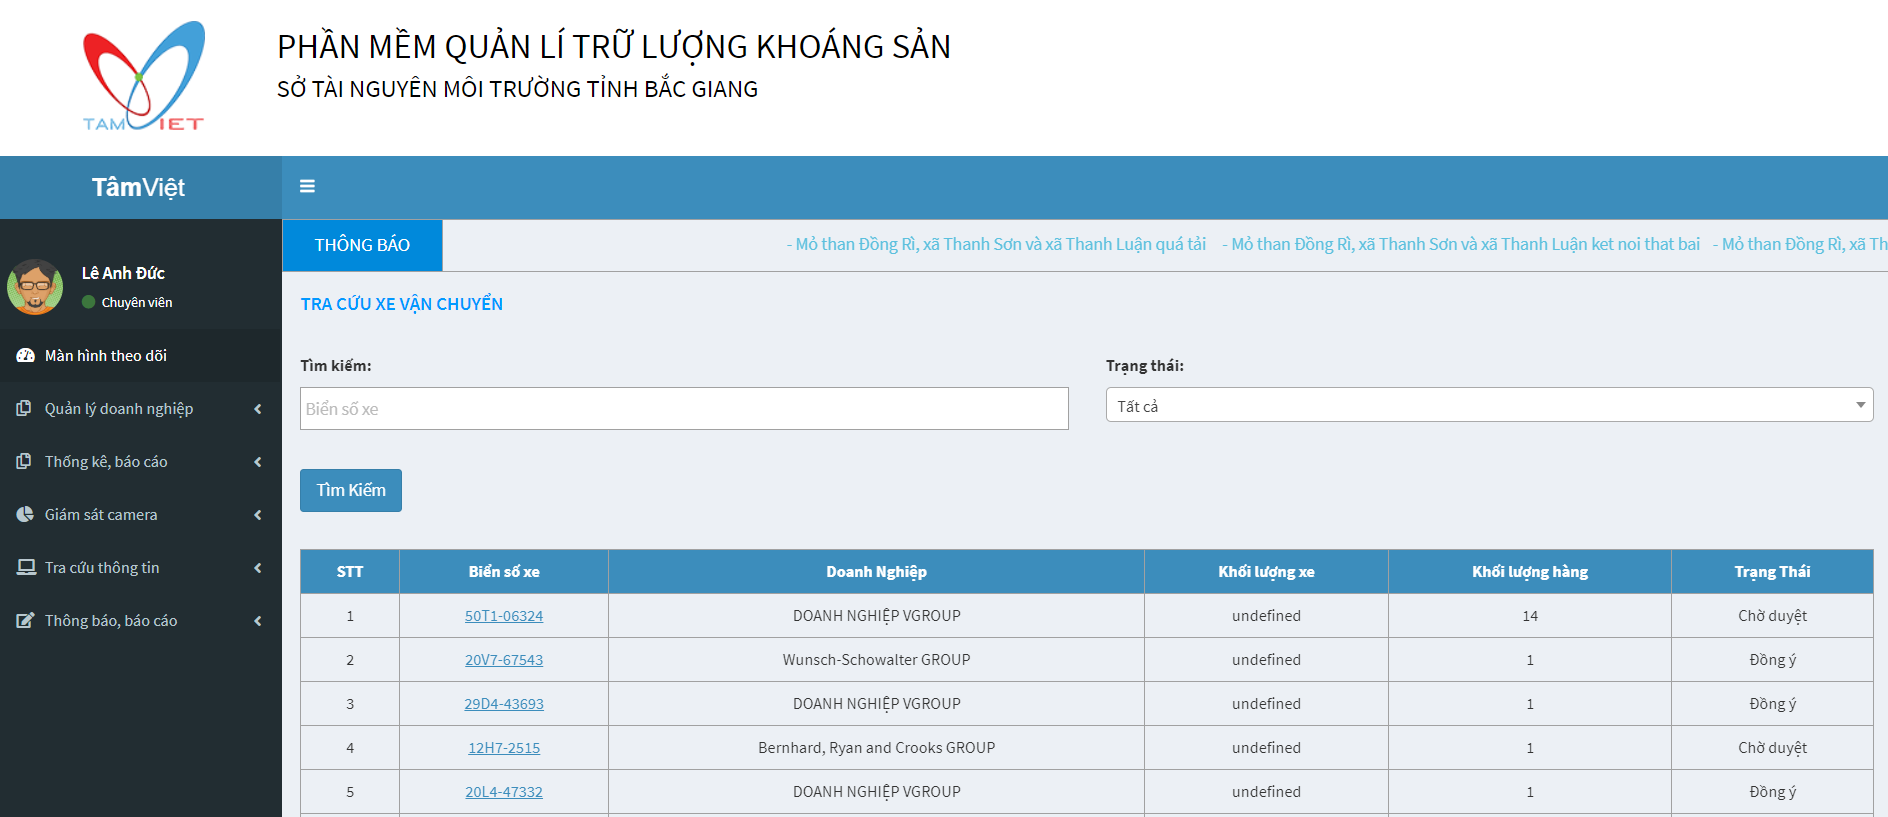 TAM VIET
PHẦN MỀM QUẢN LÍ TRỮ LƯỢNG KHOÁNG SẢN
SỞ TÀI NGUYÊN MÔI TRƯỜNG TỈNH BẮC GIANG
TâmViệt
THÔNG BÁO
- Mỏ than Đồng Rì, xã Thanh Sơn và xã Thanh Luận quá tải - Mỏ than Đồng Rì, xã Thanh Sơn và xã Thanh Luận ket noi that bai - Mỏ than Đồng Rì, xã Th
Lê Anh Đức
Chuyên viên
Màn hình theo dõi
Quản lý doanh nghiệp
Thống kê, báo cáo
Giám sát camera
Tra cứu thông tin
Thông báo, báo cáo
TRA CỨU XE VẬN CHUYỂN
Tìm kiếm:
Biển số xe
Trạng thái:
Tất cả
Tìm Kiếm
STT Biển số xe Doanh Nghiệp Khối lượng xe Khối lượng hàng Trạng Thái
1 50T1-06324 DOANH NGHIỆP VGROUP undefined 14 Chờ duyệt
2 20V7-67543 Wunsch-Schowalter GROUP undefined 1 Đồng ý
3 29D4-43693 DOANH NGHIỆP VGROUP undefined 1 Đồng ý
4 12H7-2515 Bernhard, Ryan and Crooks GROUP undefined 1 Chờ duyệt
5 20L4-47332 DOANH NGHIỆP VGROUP undefined 1 Đồng ý